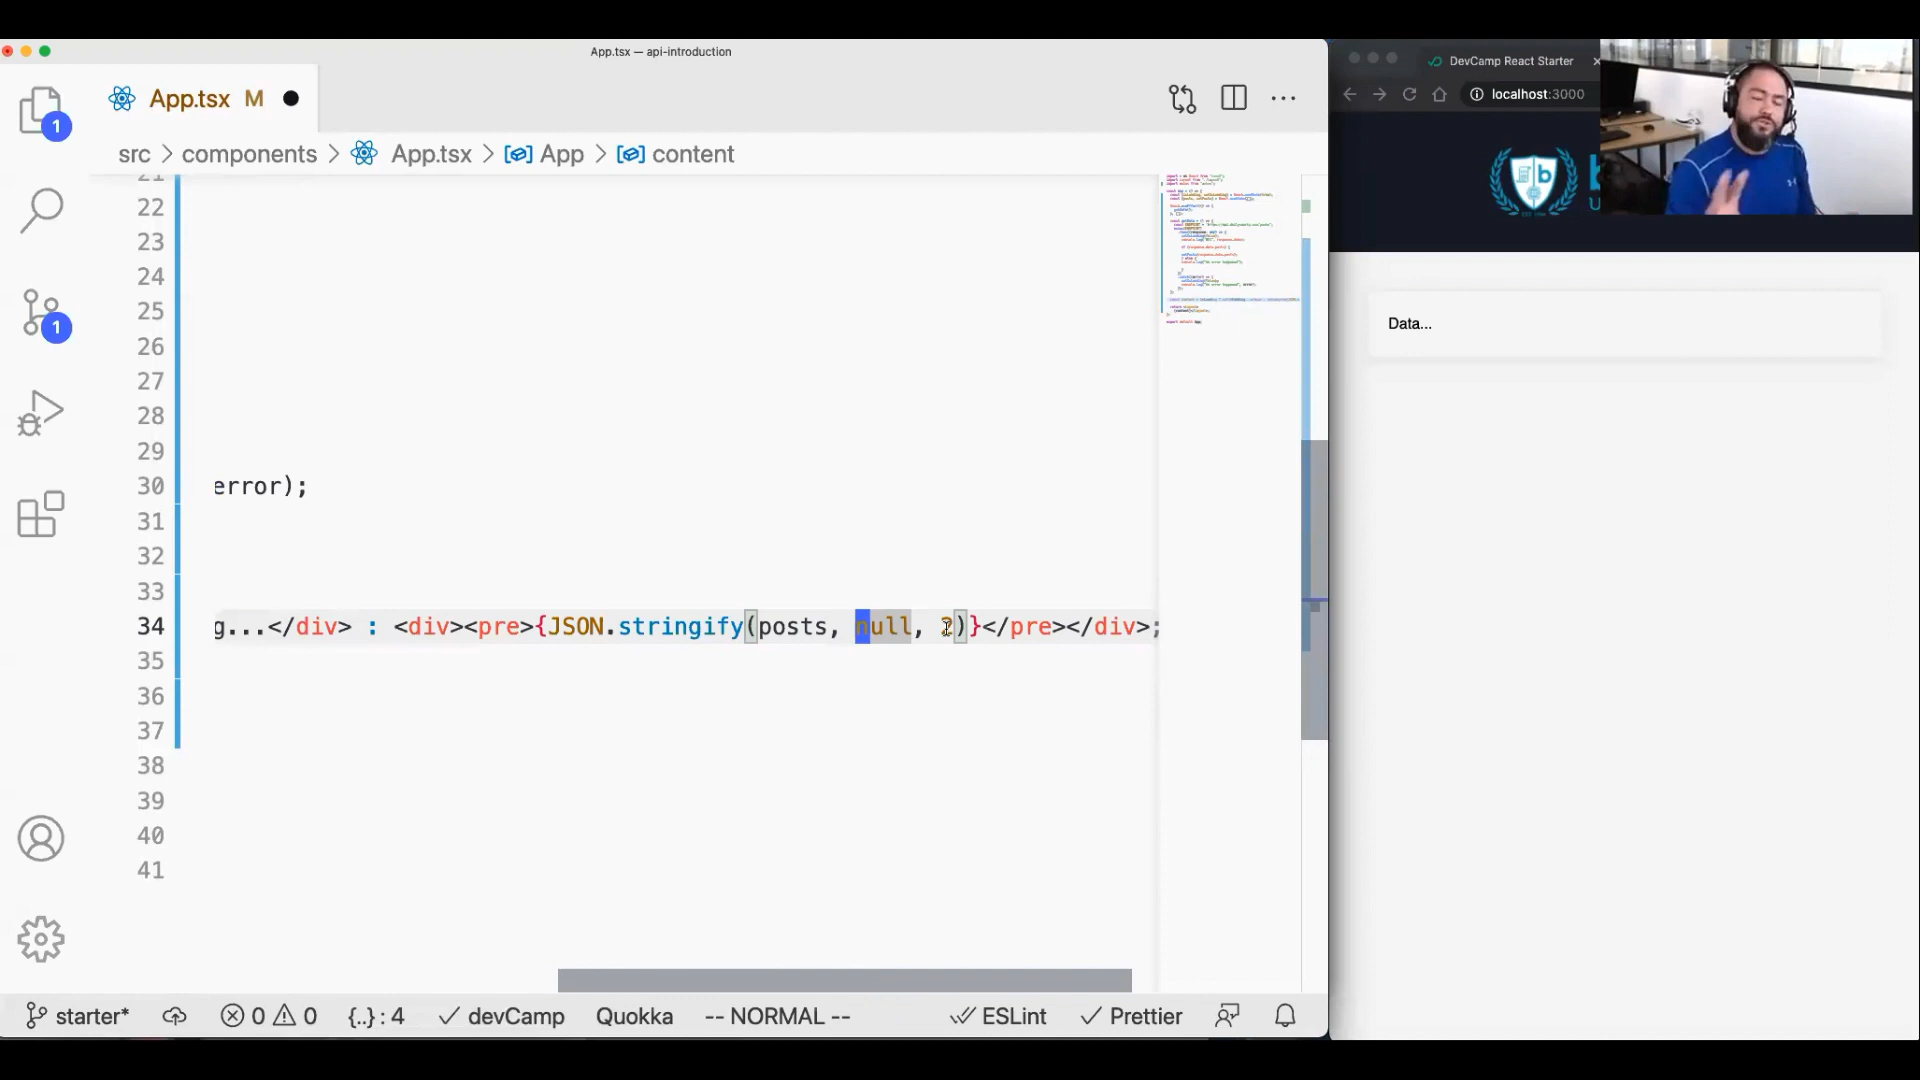 App.tsx — api-introduction
App.tsx M
src > components > App.tsx > App > content
1
1
21
22
23
24
25
26
27
28
29
30 error);
31
32
33
34 g...</div> : <div><pre>{JSON.stringify(posts, null, 2)}</pre></div>;
35
36
37
38
39
40
41
starter* 0 0 {..} : 4 devCamp Quokka -- NORMAL -- ESLint Prettier
DevCamp React Starter
localhost:3000
b
Data...